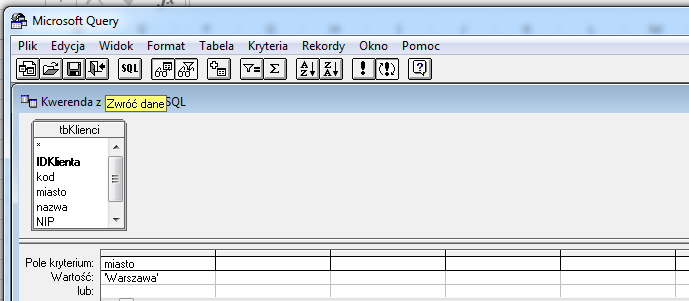 Microsoft Query
Plik Edycja Widok Format Tabela Kryteria Rekordy Okno Pomoc
SQL A Z Z A ! (!) ?
Kwerenda z Zwróć dane SQL
tbKlienci
*
IDKlienta
kod
miasto
nazwa
NIP
Pole kryterium: miasto
Wartość: 'Warszawa'
lub: